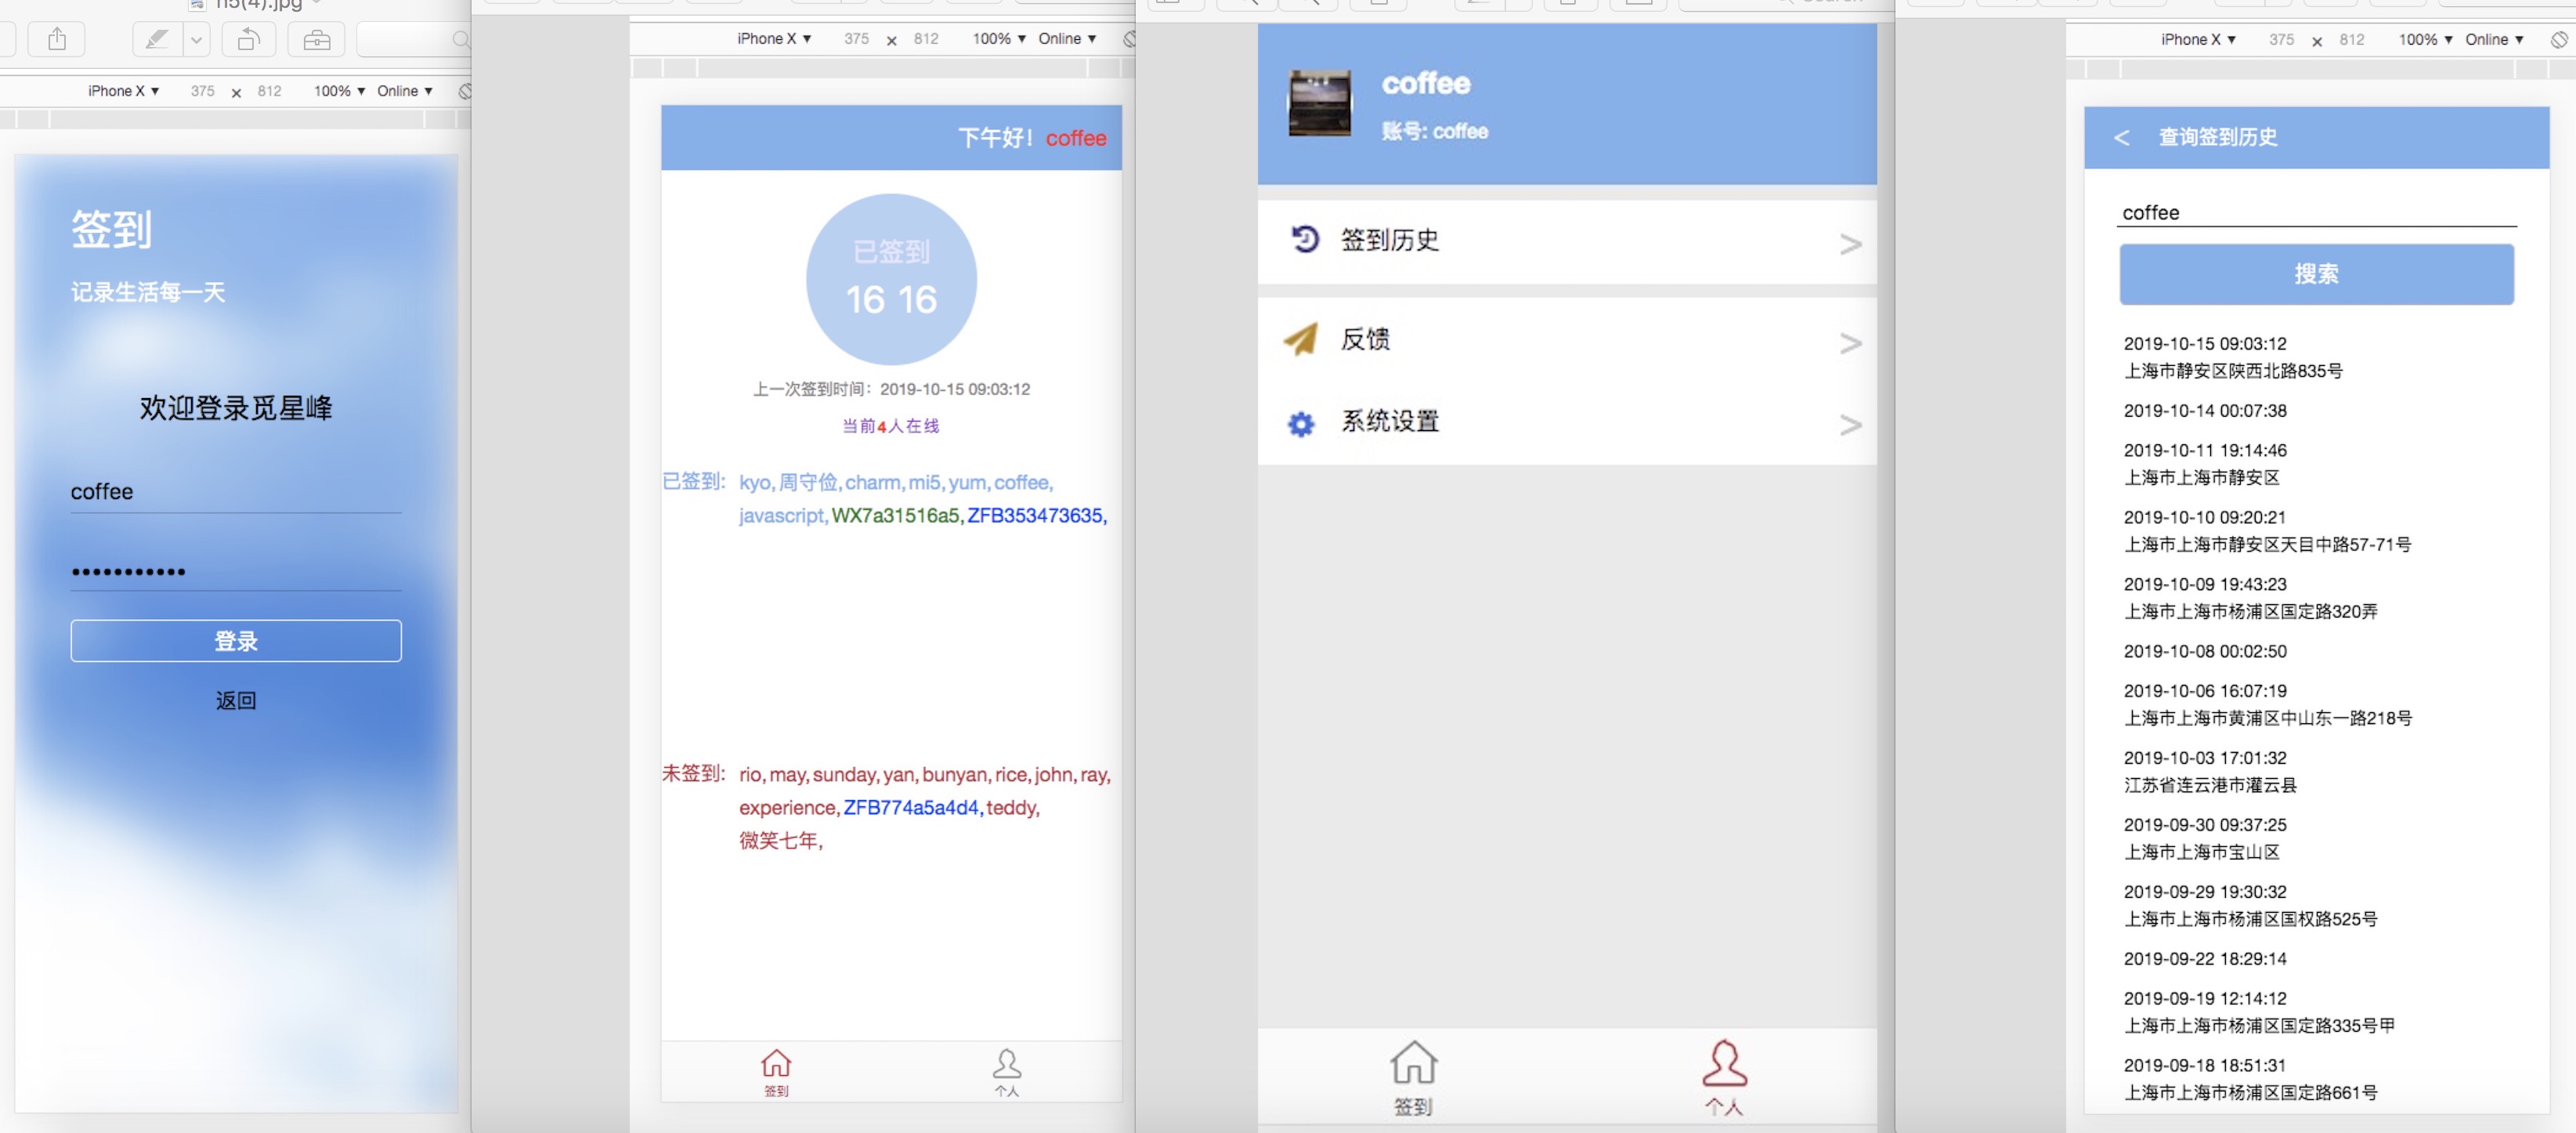 iPhone X ▼ 375 × 812 100% ▼ Online ▼
签到
记录生活每一天
欢迎登录觅星峰
coffee
•••••••••••
登录
返回
iPhone X ▼ 375 × 812 100% ▼ Online ▼
下午好！coffee
已签到
16 16
上一次签到时间：2019-10-15 09:03:12
当前4人在线
已签到: kyo,周守俭,charm,mi5,yum,coffee,
javascript,WX7a31516a5,ZFB353473635,
未签到: rio,may,sunday,yan,bunyan,rice,john,ray,
experience,ZFB774a5a4d4,teddy,
微笑七年,
签到
个人
coffee
账号: coffee
签到历史 >
反馈 >
系统设置 >
签到
个人
iPhone X ▼ 375 × 812 100% ▼ Online ▼
< 查询签到历史
coffee
搜索
2019-10-15 09:03:12
上海市静安区陕西北路835号
2019-10-14 00:07:38
2019-10-11 19:14:46
上海市上海市静安区
2019-10-10 09:20:21
上海市上海市静安区天目中路57-71号
2019-10-09 19:43:23
上海市上海市杨浦区国定路320弄
2019-10-08 00:02:50
2019-10-06 16:07:19
上海市上海市黄浦区中山东一路218号
2019-10-03 17:01:32
江苏省连云港市灌云县
2019-09-30 09:37:25
上海市上海市宝山区
2019-09-29 19:30:32
上海市上海市杨浦区国权路525号
2019-09-22 18:29:14
2019-09-19 12:14:12
上海市上海市杨浦区国定路335号甲
2019-09-18 18:51:31
上海市上海市杨浦区国定路661号